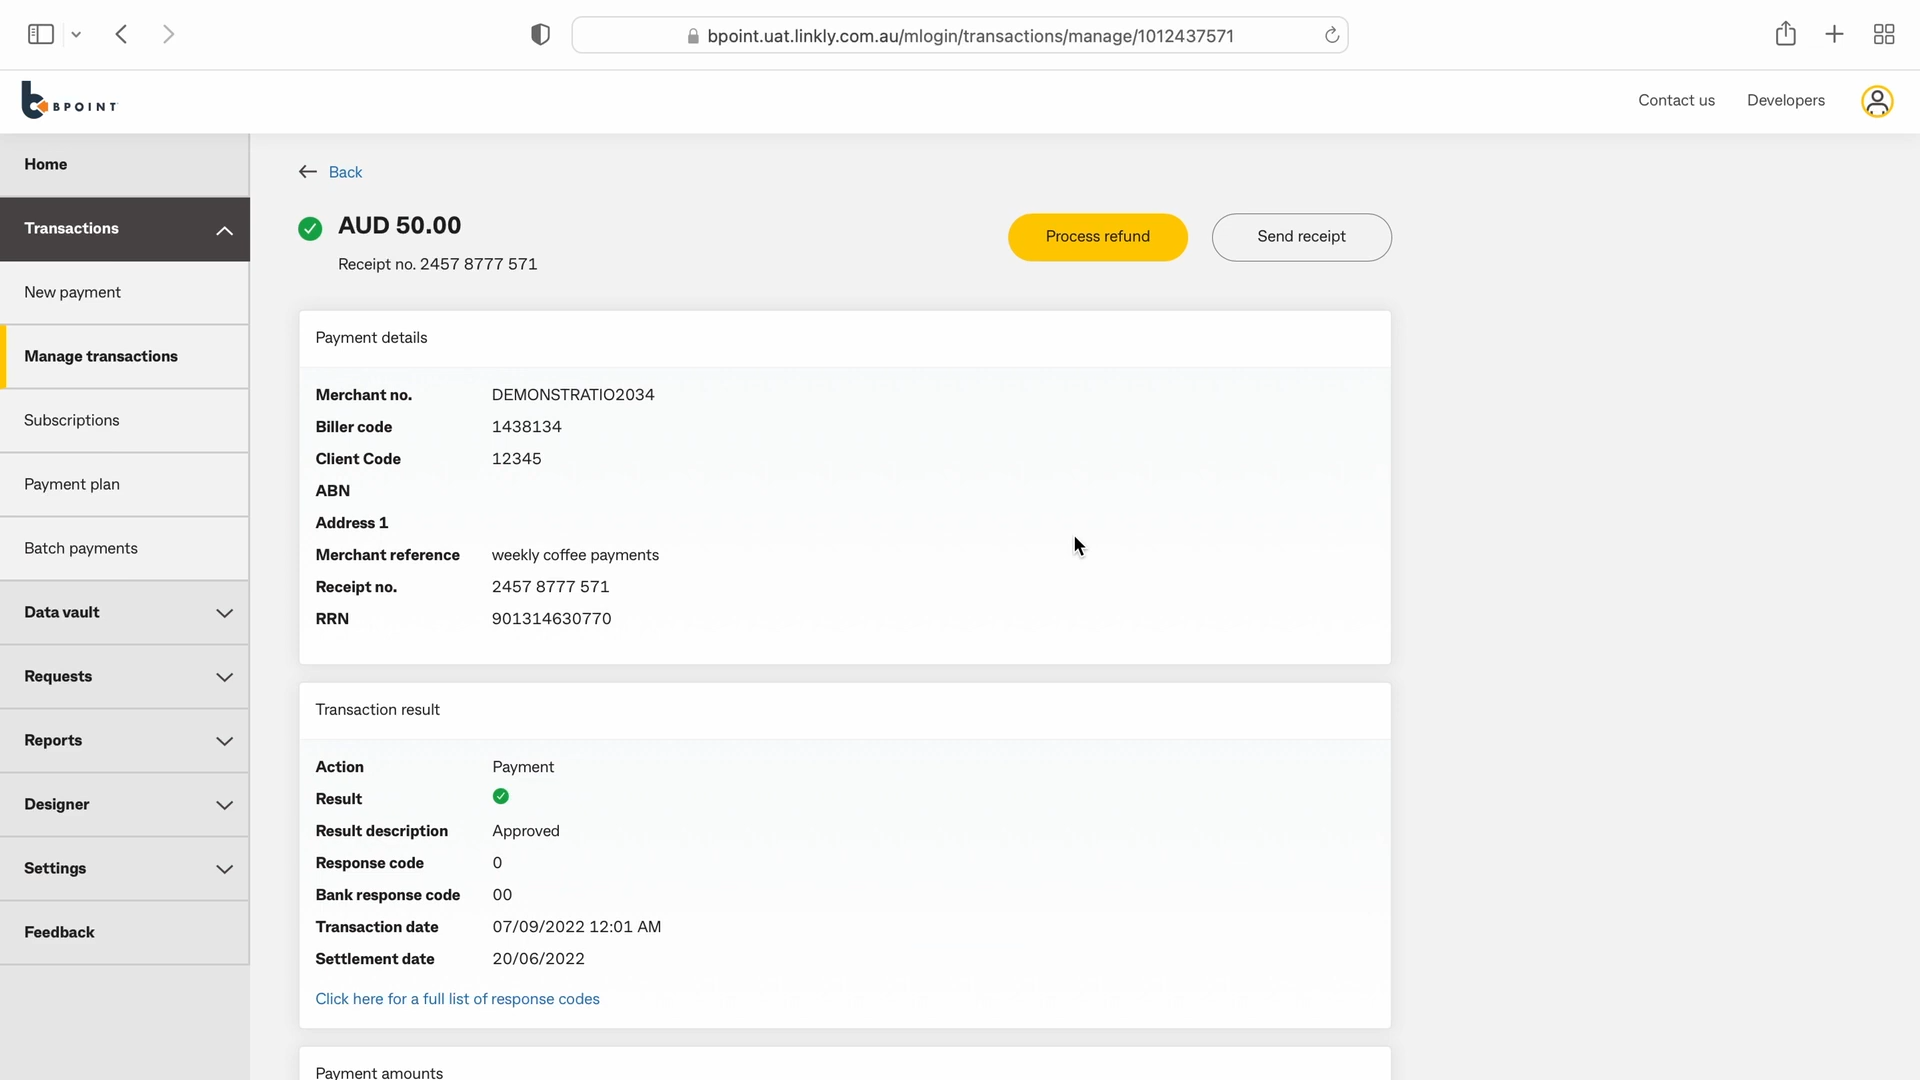 bpoint.uat.linkly.com.au/mlogin/transactions/manage/1012437571
BPOINT
Contact us
Developers
Home
Transactions
New payment
Manage transactions
Subscriptions
Payment plan
Batch payments
Data vault
Requests
Reports
Designer
Settings
Feedback
Back
AUD 50.00
Receipt no. 2457 8777 571
Process refund
Send receipt
Payment details
Merchant no. DEMONSTRATIO2034
Biller code 1438134
Client Code 12345
ABN
Address 1
Merchant reference weekly coffee payments
Receipt no. 2457 8777 571
RRN 901314630770
Transaction result
Action Payment
Result
Result description Approved
Response code 0
Bank response code 00
Transaction date 07/09/2022 12:01 AM
Settlement date 20/06/2022
Click here for a full list of response codes
Payment amounts